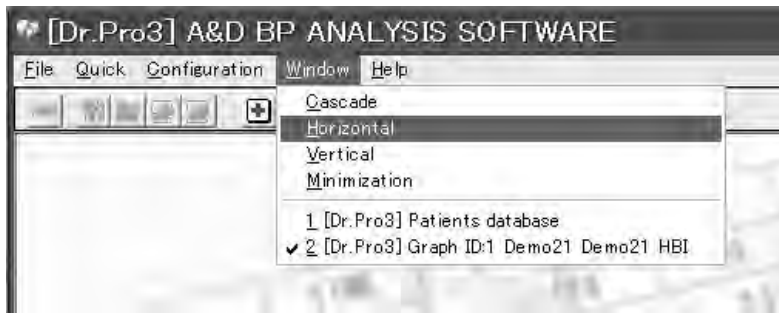 [Dr.Pro3] A&D BP ANALYSIS SOFTWARE
File Quick Configuration Window Help
Cascade
Horizontal
Vertical
Minimization
1 [Dr.Pro3] Patients database
✔ 2 [Dr.Pro3] Graph ID:1 Demo21 Demo21 HBI